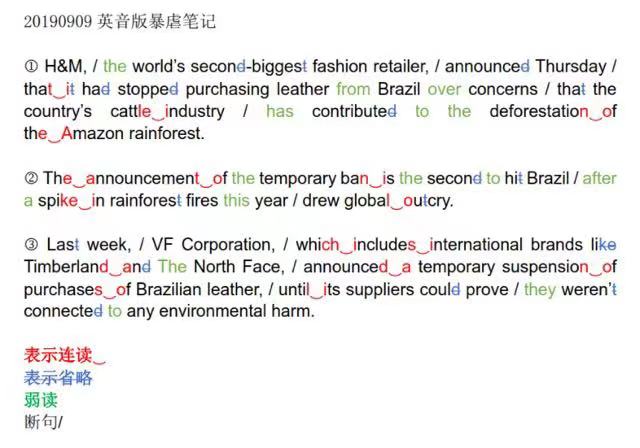 20190909 英音版暴虐笔记
① H&M, / the world's second-biggest fashion retailer, / announced Thursday /
that‿it had stopped purchasing leather from Brazil over concerns / that the
country's cattle‿industry / has contributed to the deforestation‿of
the‿Amazon rainforest.
② The‿announcement‿of the temporary ban‿is the second to hit Brazil / after
a spike‿in rainforest fires this year / drew global‿outcry.
③ Last week, / VF Corporation, / which‿includes‿international brands like
Timberland‿and The North Face, / announced‿a temporary suspension‿of
purchases‿of Brazilian leather, / until‿its suppliers could prove / they weren't
connected to any environmental harm.
表示连读‿
表示省略
弱读
断句/